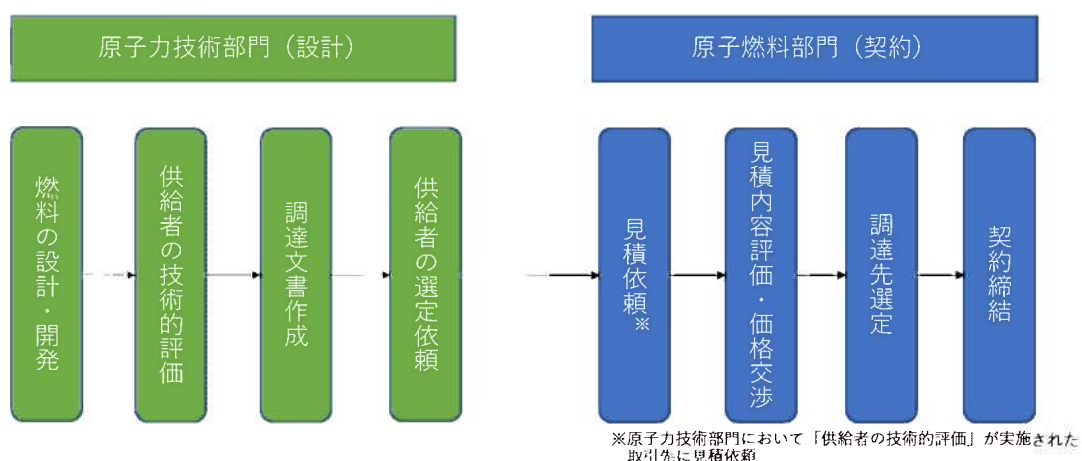 原子力技術部門（設計）
原子燃料部門（契約）
燃料の設計・開発
供給者の技術的評価
調達文書作成
供給者の選定依頼
見積依頼※
見積内容評価・価格交渉
調達先選定
契約締結
※原子力技術部門において「供給者の技術的評価」が実施された
取引先に見積依頼